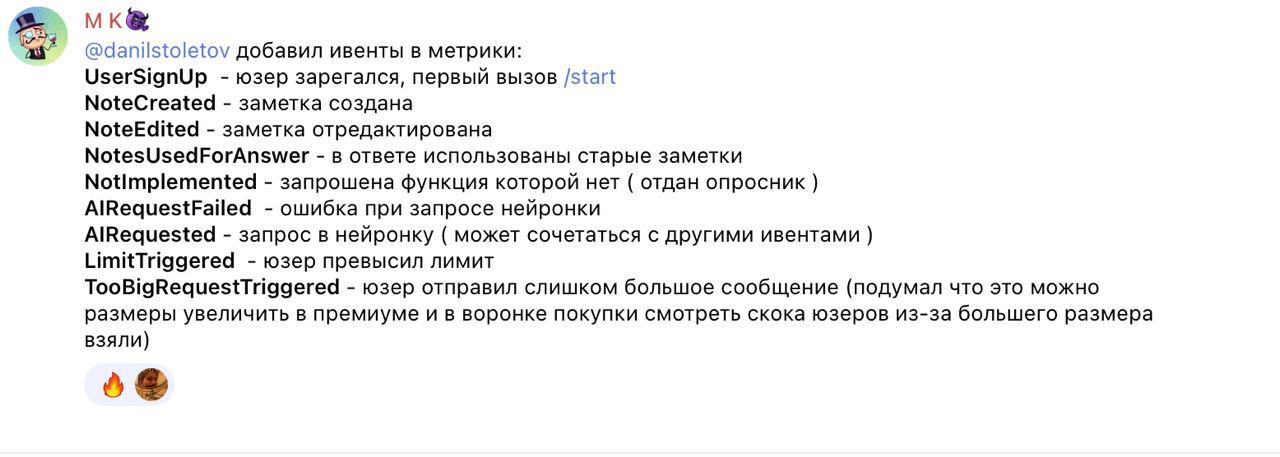 M K
@danilstoletov добавил ивенты в метрики:
UserSignUp - юзер зарегался, первый вызов /start
NoteCreated - заметка создана
NoteEdited - заметка отредактирована
NotesUsedForAnswer - в ответе использованы старые заметки
NotImplemented - запрошена функция которой нет ( отдан опросник )
AIRequestFailed - ошибка при запросе нейронки
AIRequested - запрос в нейронку ( может сочетаться с другими ивентами )
LimitTriggered - юзер превысил лимит
TooBigRequestTriggered - юзер отправил слишком большое сообщение (подумал что это можно
размеры увеличить в премиуме и в воронке покупки смотреть скока юзеров из-за большего размера
взяли)